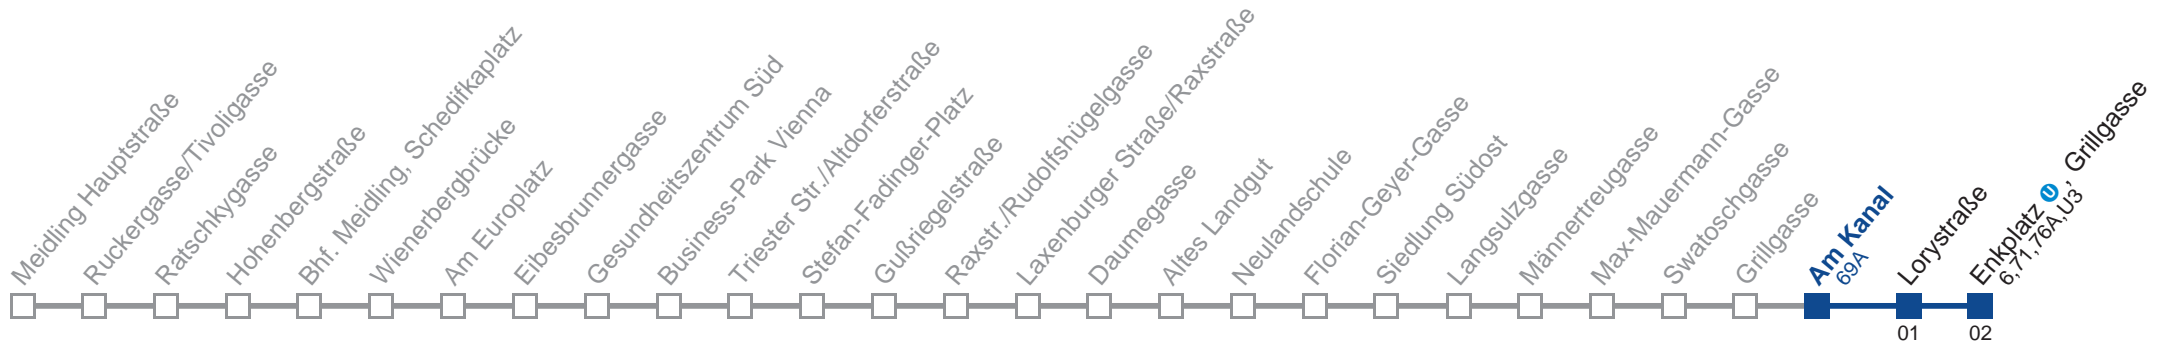 Meidling Hauptstraße
Ruckergasse/Tivoligasse
Ratschkygasse
Hohenbergstraße
Bhf. Meidling, Schedifkaplatz
Wienerbergbrücke
Am Europlatz
Eibesbrunnergasse
Gesundheitszentrum Süd
Business-Park Vienna
Triester Str./Altdorferstraße
Stefan-Fadinger-Platz
Gußriegelstraße
Raxstr./Rudolfshügelgasse
Laxenburger Straße/Raxstraße
Daumegasse
Altes Landgut
Neulandschule
Florian-Geyer-Gasse
Siedlung Südost
Langsulzgasse
Männertreugasse
Max-Mauermann-Gasse
Swatoschgasse
Grillgasse
Am Kanal
69A
Lorystraße
Enkplatz U, Grillgasse
6,71,76A,U3
01
02